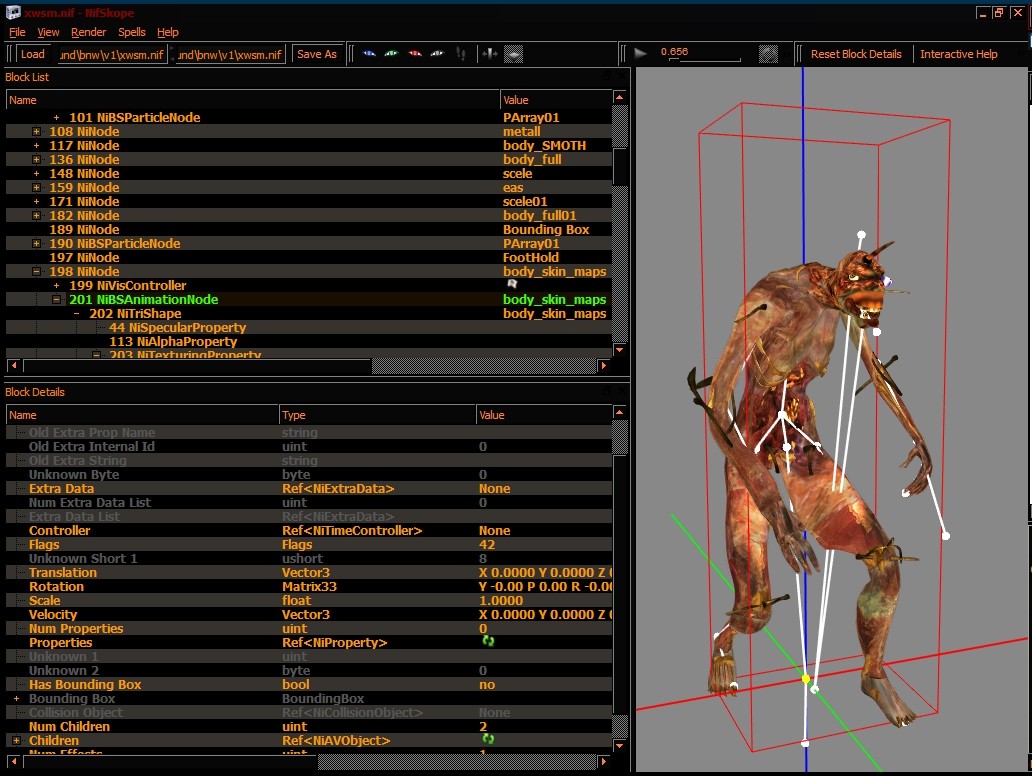 xwsm.nif - NifSkope
File View Render Spells Help
Load und\bnw\v1\xwsm.nif und\bnw\v1\xwsm.nif Save As 0.656 Reset Block Details Interactive Help
Block List
Name Value
101 NiBSParticleNode PArray01
108 NiNode metall
117 NiNode body_SMOTH
136 NiNode body_full
148 NiNode scele
159 NiNode eas
171 NiNode scele01
182 NiNode body_full01
189 NiNode Bounding Box
190 NiBSParticleNode PArray01
197 NiNode FootHold
198 NiNode body_skin_maps
199 NiVisController
201 NiBSAnimationNode body_skin_maps
202 NiTriShape body_skin_maps
44 NiSpecularProperty
113 NiAlphaProperty
203 NiTexturingProperty
Block Details
Name Type Value
Old Extra Prop Name string
Old Extra Internal Id uint 0
Old Extra String string
Unknown Byte byte 0
Extra Data Ref<NiExtraData> None
Num Extra Data List uint 0
Extra Data List Ref<NiExtraData>
Controller Ref<NiTimeController> None
Flags Flags 42
Unknown Short 1 ushort 8
Translation Vector3 X 0.0000 Y 0.0000 Z
Rotation Matrix33 Y -0.00 P 0.00 R -0.0
Scale float 1.0000
Velocity Vector3 X 0.0000 Y 0.0000 Z
Num Properties uint 0
Properties Ref<NiProperty>
Unknown 1 uint
Unknown 2 byte 0
Has Bounding Box bool no
Bounding Box BoundingBox
Collision Object Ref<NiCollisionObject> None
Num Children uint 2
Children Ref<NiAVObject>
Num Effects uint 1